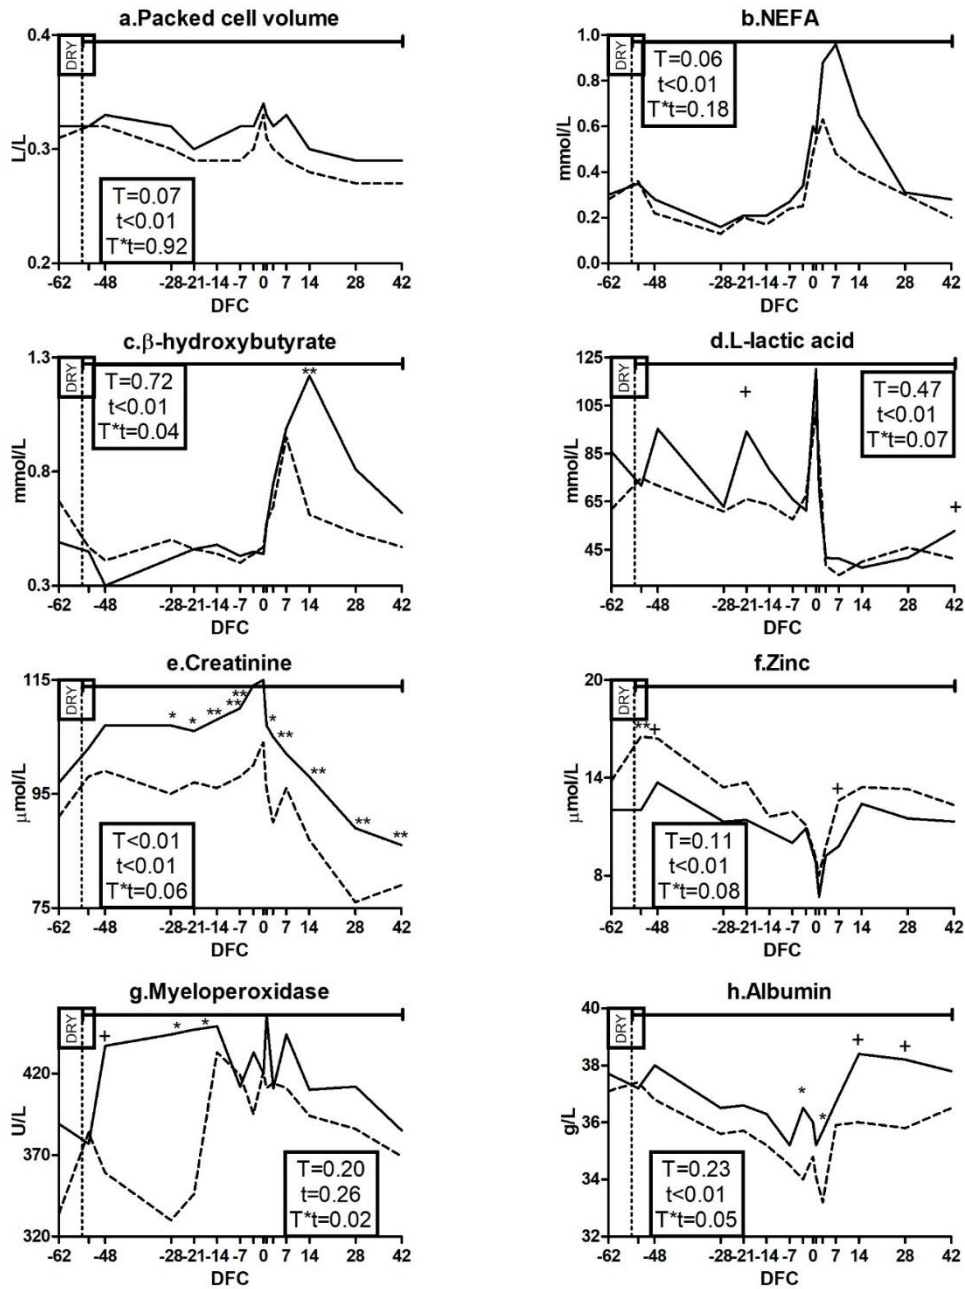 a.Packed cell volume
0.4
DRY
L/L
0.3
T=0.07
t<0.01
T*t=0.92
0.2
-62 -48 -28 -21 -14 -7 0 7 14 28 42
DFC
b.NEFA
1.0
DRY
T=0.06
t<0.01
T*t=0.18
0.8
0.6
mmol/L
0.4
0.2
0.0
-62 -48 -28 -21 -14 -7 0 7 14 28 42
DFC
c.β-hydroxybutyrate
1.3
DRY
T=0.72
t<0.01
T*t=0.04
**
mmol/L
0.8
0.3
-62 -48 -28 -21 -14 -7 0 7 14 28 42
DFC
d.L-lactic acid
125
DRY
T=0.47
t<0.01
T*t=0.07
+
105
85
mmol/L
65
+
45
-62 -48 -28 -21 -14 -7 0 7 14 28 42
DFC
e.Creatinine
115
DRY
* * ** ** ** * ** ** ** **
µmol/L
95
T<0.01
t<0.01
T*t=0.06
75
-62 -48 -28 -21 -14 -7 0 7 14 28 42
DFC
f.Zinc
20
DRY
** + +
14
µmol/L
T=0.11
t<0.01
T*t=0.08
8
-62 -48 -28 -21 -14 -7 0 7 14 28 42
DFC
g.Myeloperoxidase
DRY
+ * *
420
U/L
370
T=0.20
t=0.26
T*t=0.02
320
-62 -48 -28 -21 -14 -7 0 7 14 28 42
DFC
h.Albumin
40
DRY
+ +
38
* *
36
g/L
34
T=0.23
t<0.01
T*t=0.05
32
-62 -48 -28 -21 -14 -7 0 7 14 28 42
DFC